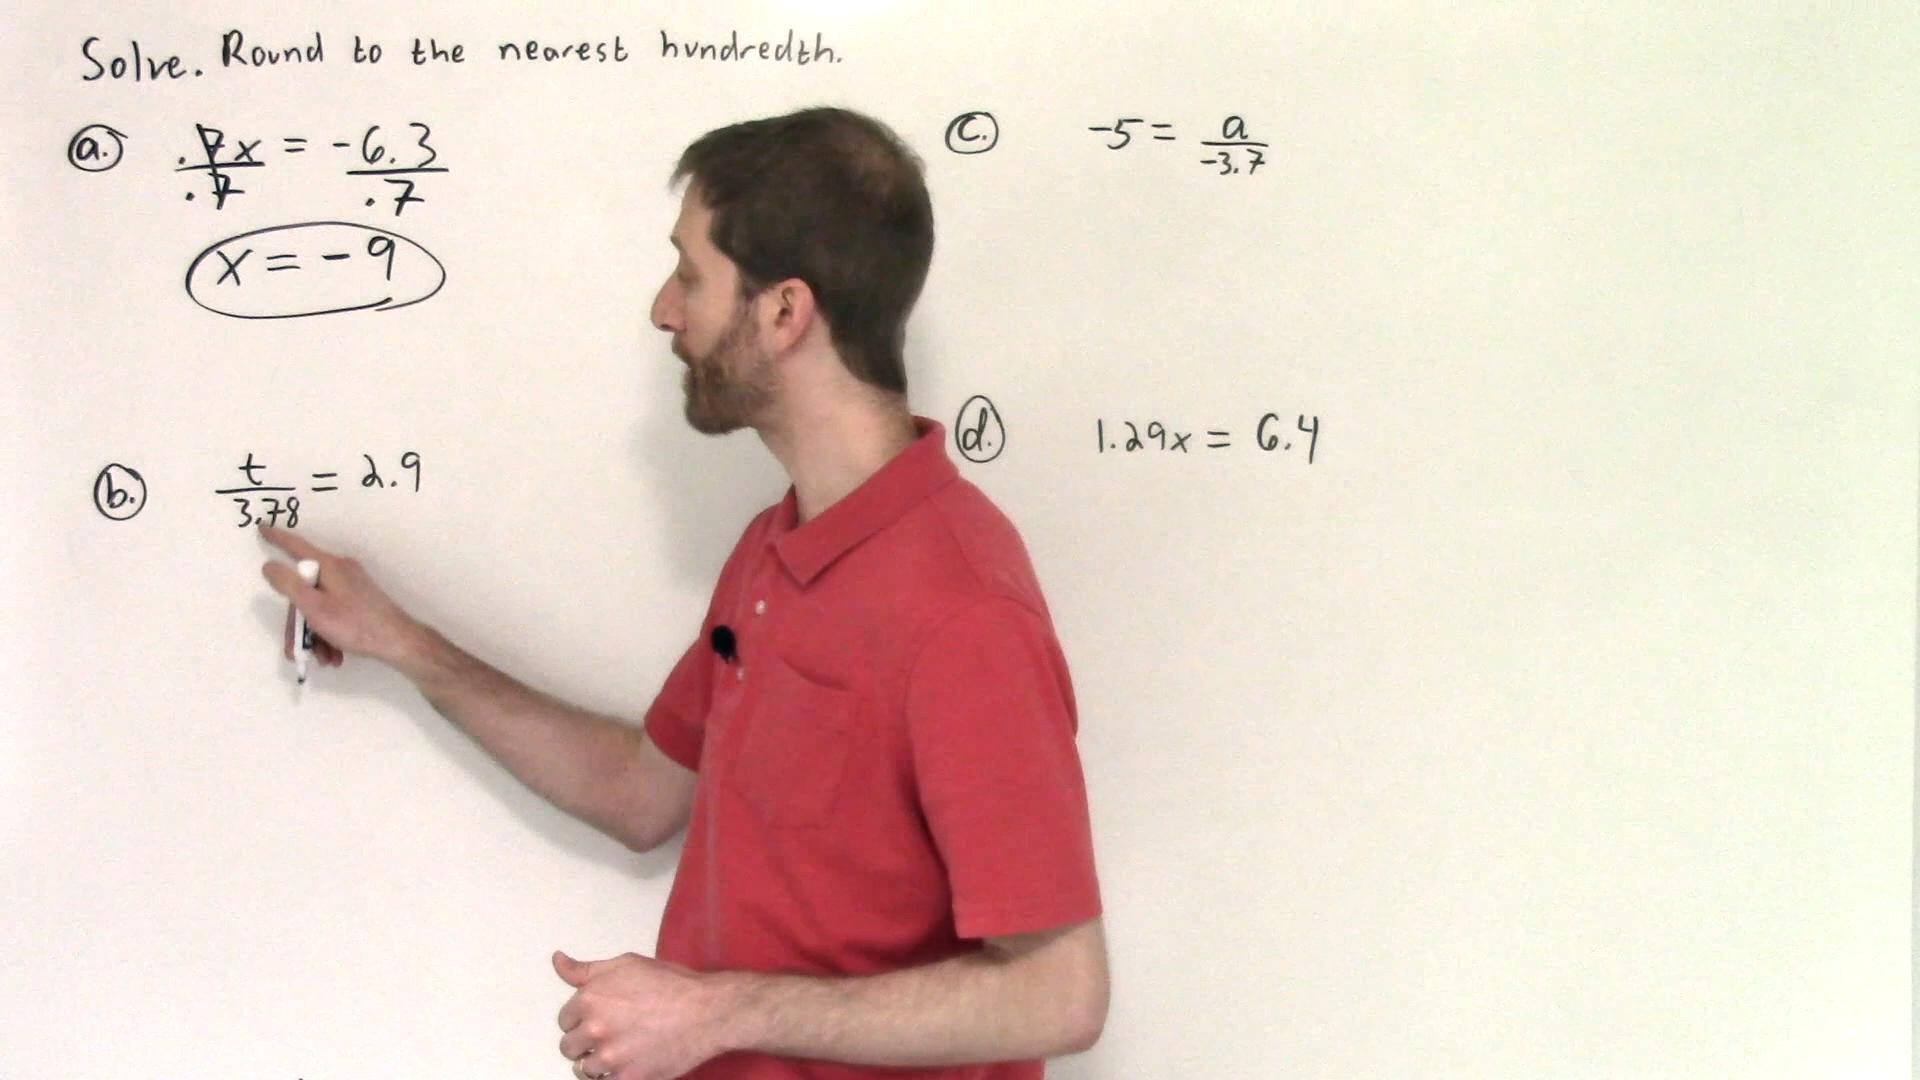 Solve. Round to the nearest hundredth.
a. .7x = -6.3
.7 .7
x = -9
b. t = 2.9
3.78
c. -5 = a
-3.7
d. 1.29x = 6.4